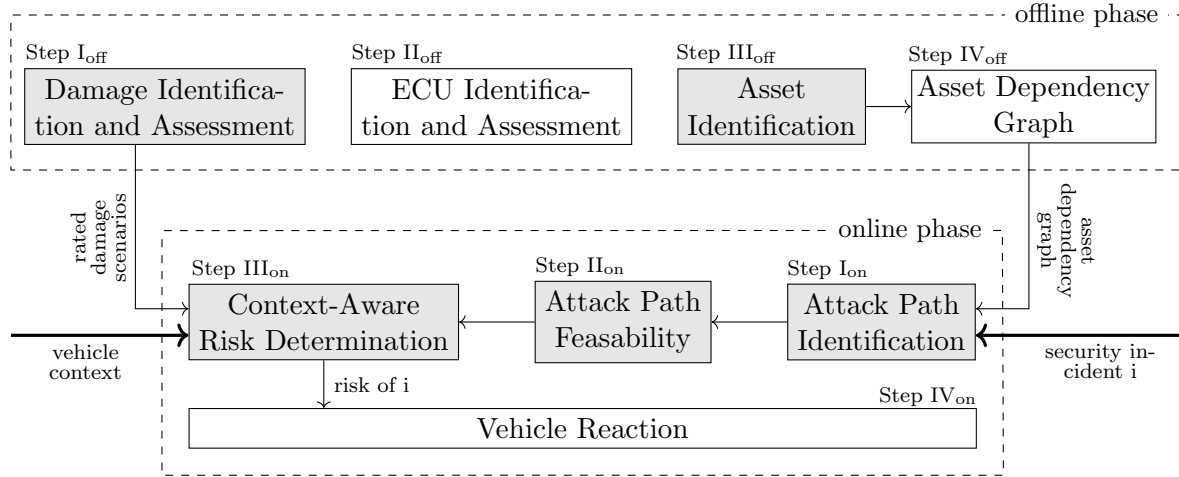 offline phase
Step I_off
Damage Identifica-
tion and Assessment
Step II_off
ECU Identifica-
tion and Assessment
Step III_off
Asset
Identification
Step IV_off
Asset Dependency
Graph
rated
damage
scenarios
asset
dependency
graph
online phase
Step III_on
Context-Aware
Risk Determination
Step II_on
Attack Path
Feasability
Step I_on
Attack Path
Identification
vehicle
context
security in-
cident i
risk of i
Step IV_on
Vehicle Reaction